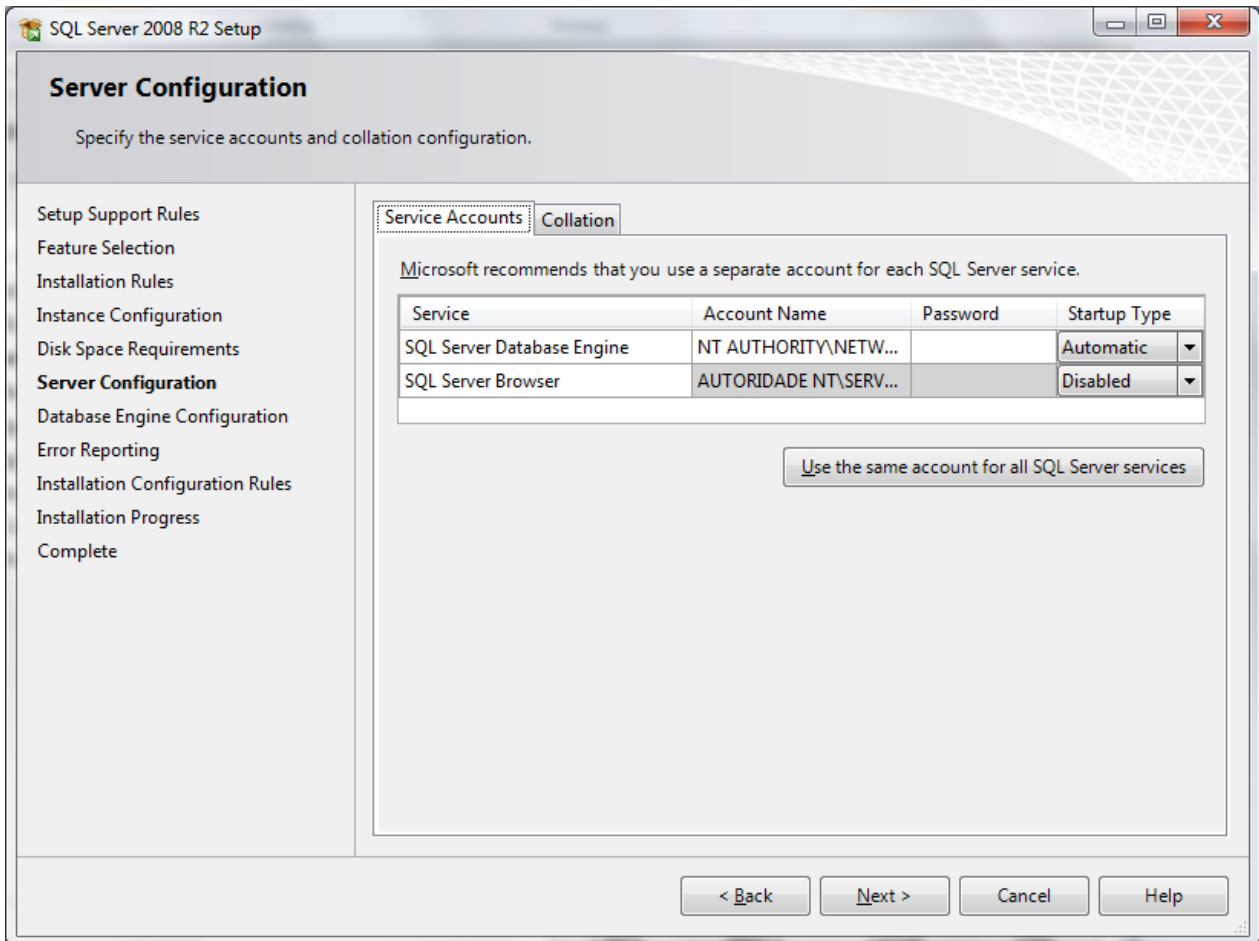 SQL Server 2008 R2 Setup
Server Configuration
Specify the service accounts and collation configuration.
Setup Support Rules
Feature Selection
Installation Rules
Instance Configuration
Disk Space Requirements
Server Configuration
Database Engine Configuration
Error Reporting
Installation Configuration Rules
Installation Progress
Complete
Service Accounts Collation
Microsoft recommends that you use a separate account for each SQL Server service.
Service Account Name Password Startup Type
SQL Server Database Engine NT AUTHORITY\NETW... Automatic
SQL Server Browser AUTORIDADE NT\SERV... Disabled
Use the same account for all SQL Server services
< Back Next > Cancel Help